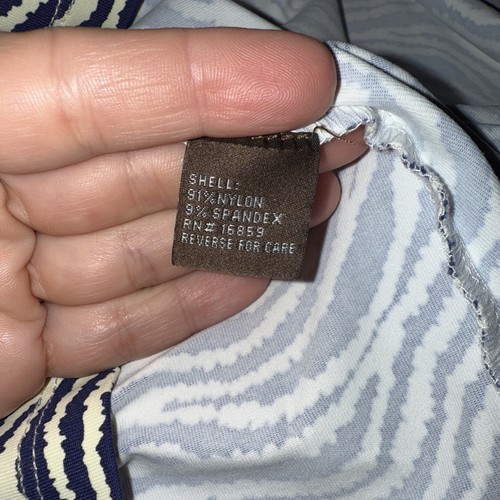 SHELL:
91%NYLON
9% SPANDEX
RN# 16859
REVERSE FOR CARE